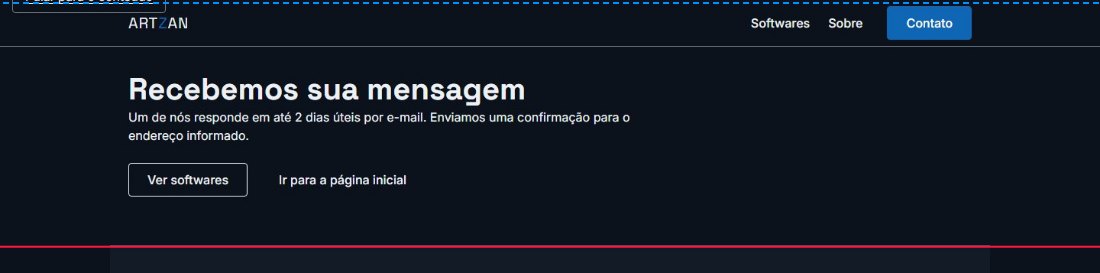 ARTZAN
Softwares
Sobre
Contato
Recebemos sua mensagem
Um de nós responde em até 2 dias úteis por e-mail. Enviamos uma confirmação para o
endereço informado.
Ver softwares
Ir para a página inicial